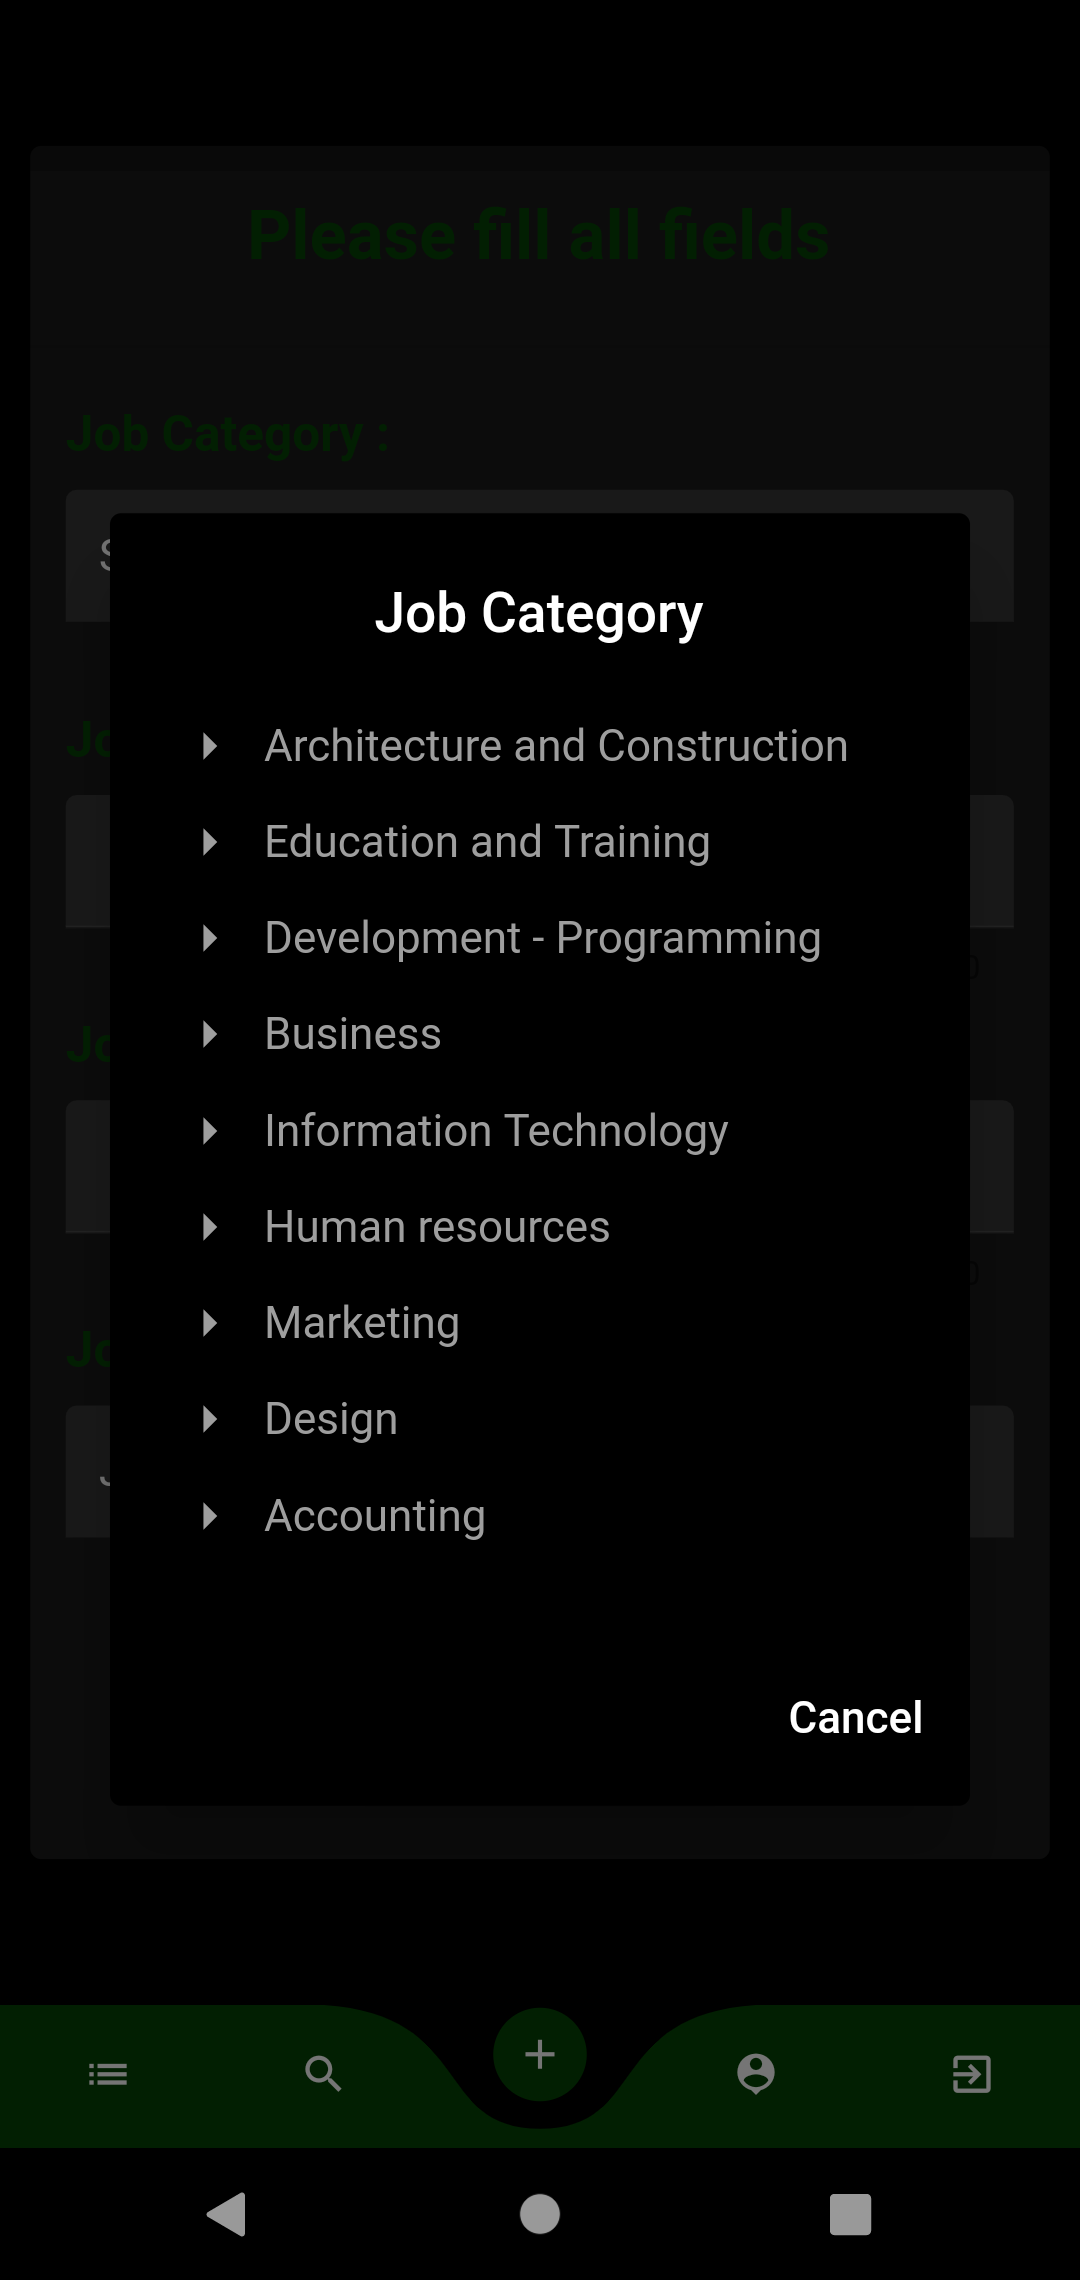 Please fill all fields
Job Category :
Job Category
Architecture and Construction
Education and Training
Development - Programming
Business
Information Technology
Human resources
Marketing
Design
Accounting
Cancel